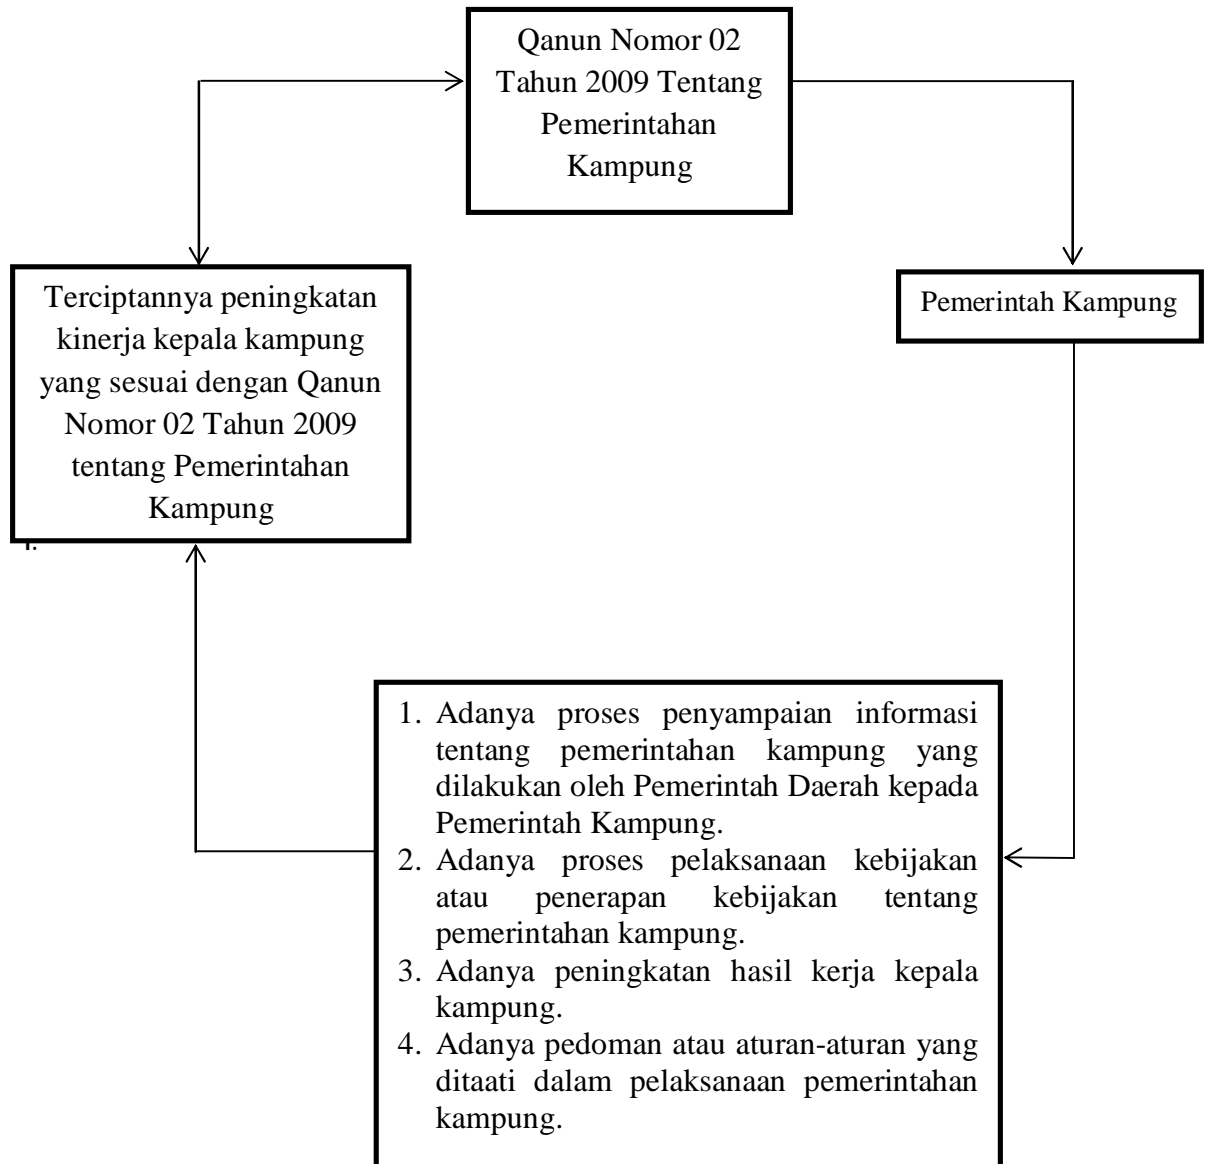 Qanun Nomor 02
Tahun 2009 Tentang
Pemerintahan
Kampung
Pemerintah Kampung
Terciptannya peningkatan
kinerja kepala kampung
yang sesuai dengan Qanun
Nomor 02 Tahun 2009
tentang Pemerintahan
Kampung
1. Adanya proses penyampaian informasi
tentang pemerintahan kampung yang
dilakukan oleh Pemerintah Daerah kepada
Pemerintah Kampung.
2. Adanya proses pelaksanaan kebijakan
atau penerapan kebijakan tentang
pemerintahan kampung.
3. Adanya peningkatan hasil kerja kepala
kampung.
4. Adanya pedoman atau aturan-aturan yang
ditaati dalam pelaksanaan pemerintahan
kampung.